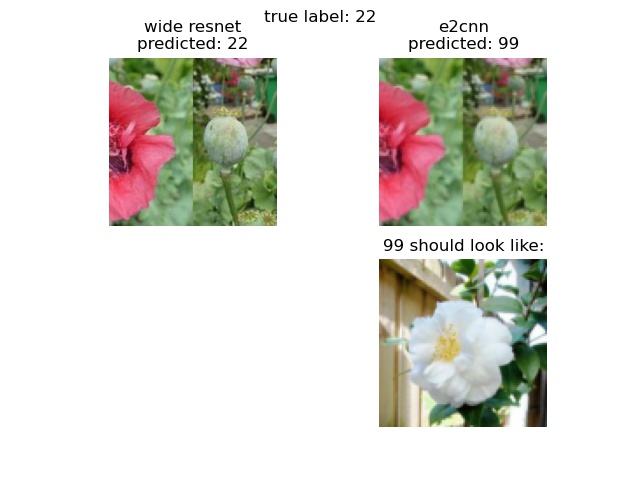 true label: 22
wide resnet
predicted: 22
e2cnn
predicted: 99
99 should look like: